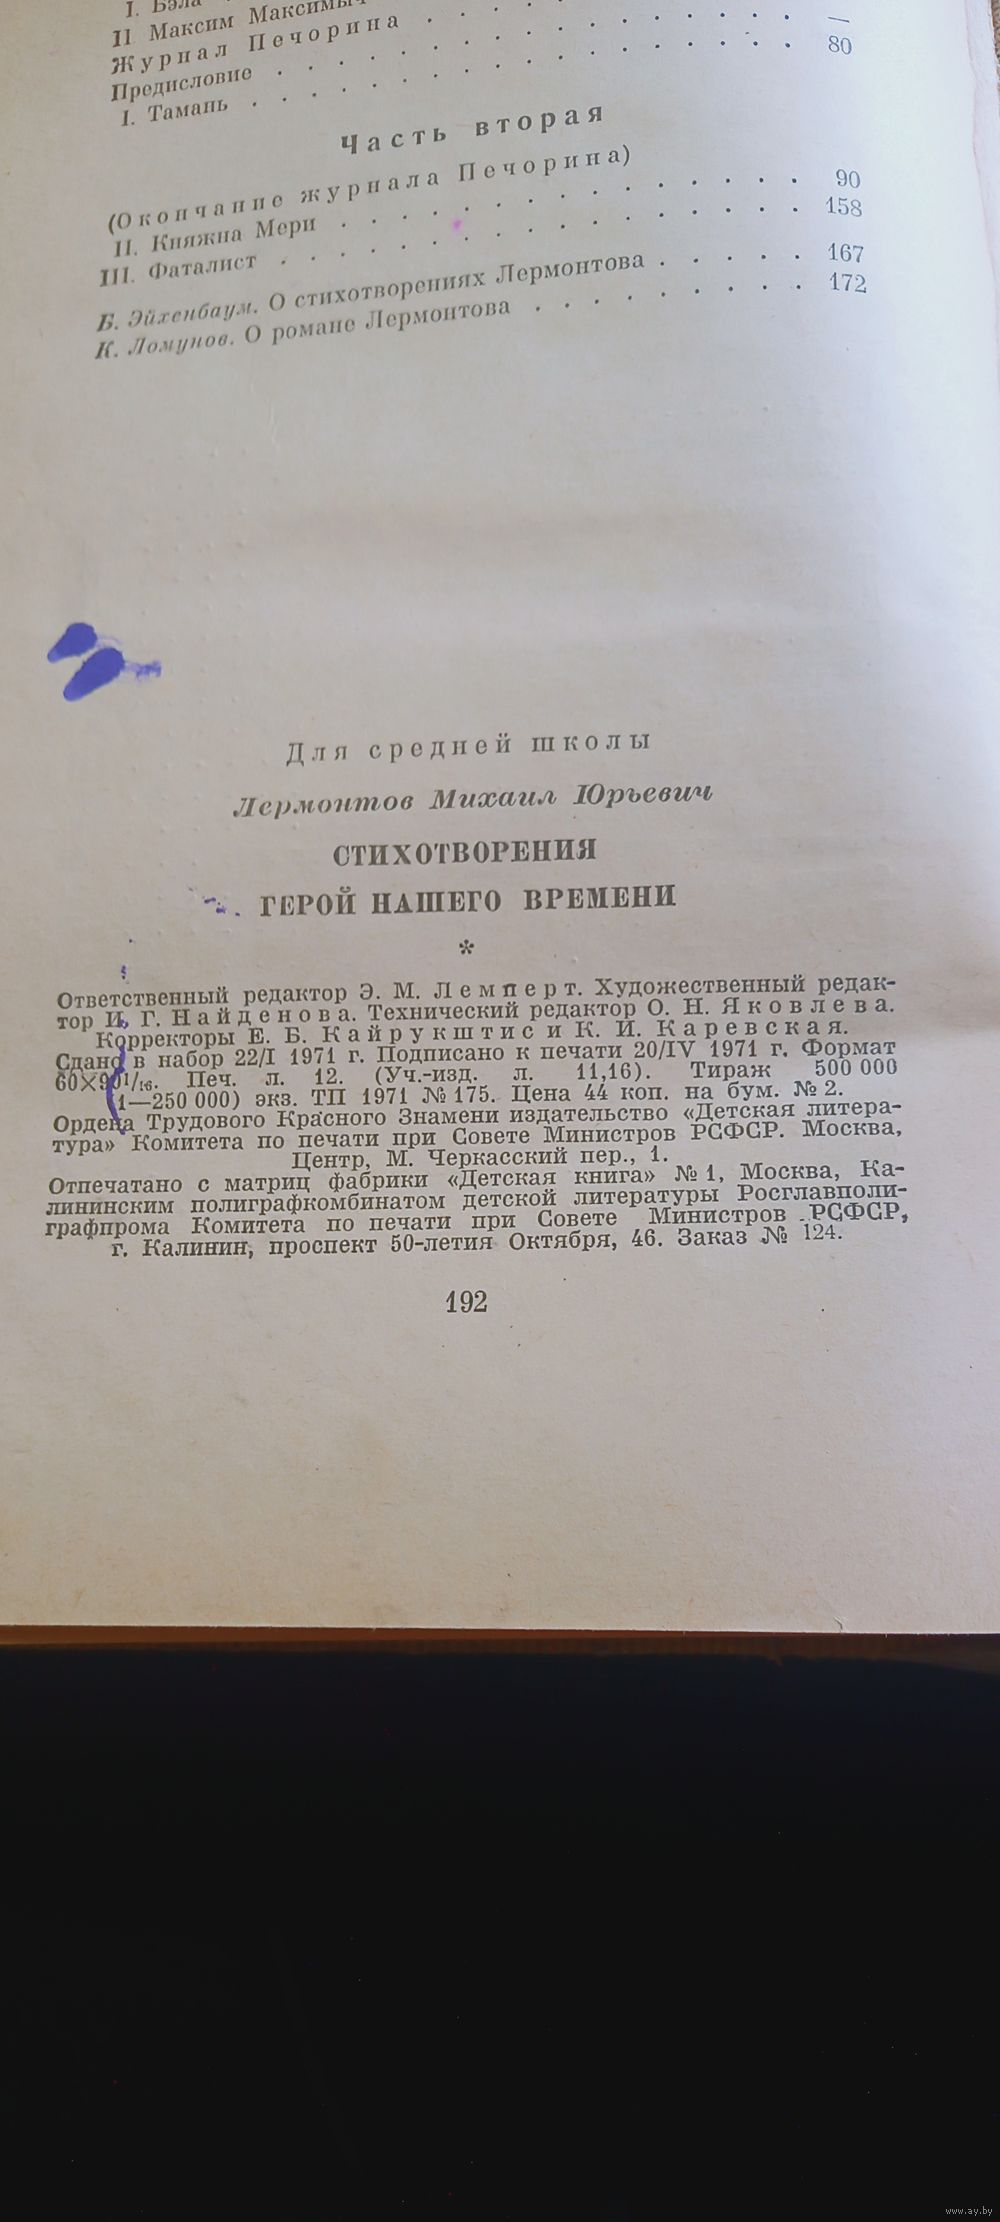 I. Бэла
II Максим Максимыч
Журнал Печорина . . . . . . . . . . . . .
Предисловие . . . . . . . . . . . . . . . . —
I. Тамань . . . . . . . . . . . . . . . . . 80
Часть вторая
(Окончание журнала Печорина)
II. Княжна Мери . . . . . . . . . . . . . . . 90
III. Фаталист . . . . . . . . . . . . . . . . 158
Б. Эйхенбаум. О стихотворениях Лермонтова . . . . . 167
К. Ломунов. О романе Лермонтова . . . . . . . . . 172
Для средней школы
Лермонтов Михаил Юрьевич
СТИХОТВОРЕНИЯ
ГЕРОЙ НАШЕГО ВРЕМЕНИ
*
Ответственный редактор Э. М. Лемперт. Художественный редак-
тор И. Г. Найденова. Технический редактор О. Н. Яковлева.
Корректоры Е. Б. Кайрукштис и К. И. Каревская.
Сдано в набор 22/I 1971 г. Подписано к печати 20/IV 1971 г. Формат
60×90¹/₁₆. Печ. л. 12. (Уч.-изд. л. 11,16). Тираж 500 000
(1—250 000) экз. ТП 1971 № 175. Цена 44 коп. на бум. № 2.
Ордена Трудового Красного Знамени издательство «Детская литера-
тура» Комитета по печати при Совете Министров РСФСР. Москва,
Центр, М. Черкасский пер., 1.
Отпечатано с матриц фабрики «Детская книга» № 1, Москва, Ка-
лининским полиграфкомбинатом детской литературы Росглавполи-
графпрома Комитета по печати при Совете Министров РСФСР,
г. Калинин, проспект 50-летия Октября, 46. Заказ № 124.
192
www.ay.by